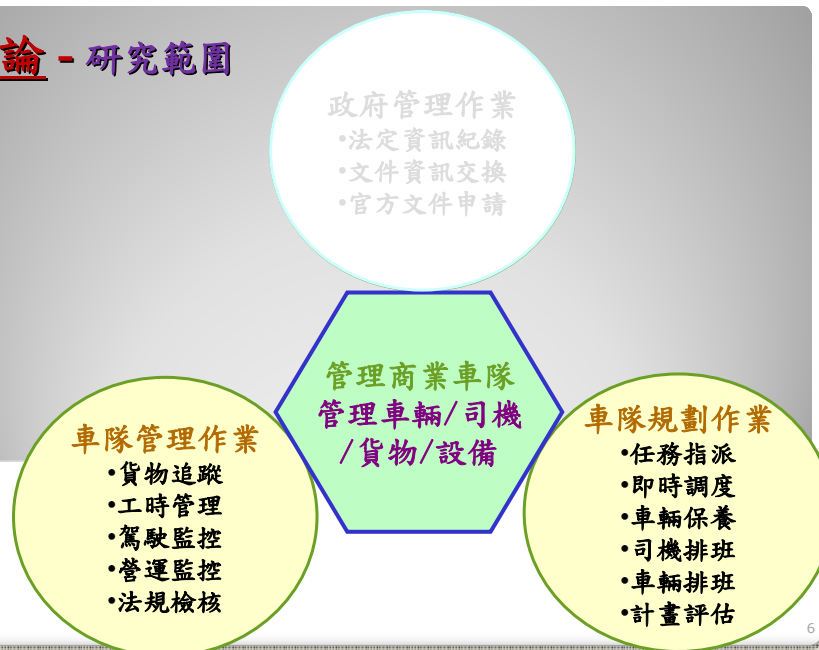 論 - 研究範圍
政府管理作業
•法定資訊紀錄
•文件資訊交換
•官方文件申請
管理商業車隊
管理車輛/司機
/貨物/設備
車隊管理作業
•貨物追蹤
•工時管理
•駕駛監控
•營運監控
•法規檢核
車隊規劃作業
•任務指派
•即時調度
•車輛保養
•司機排班
•車輛排班
•計畫評估
6